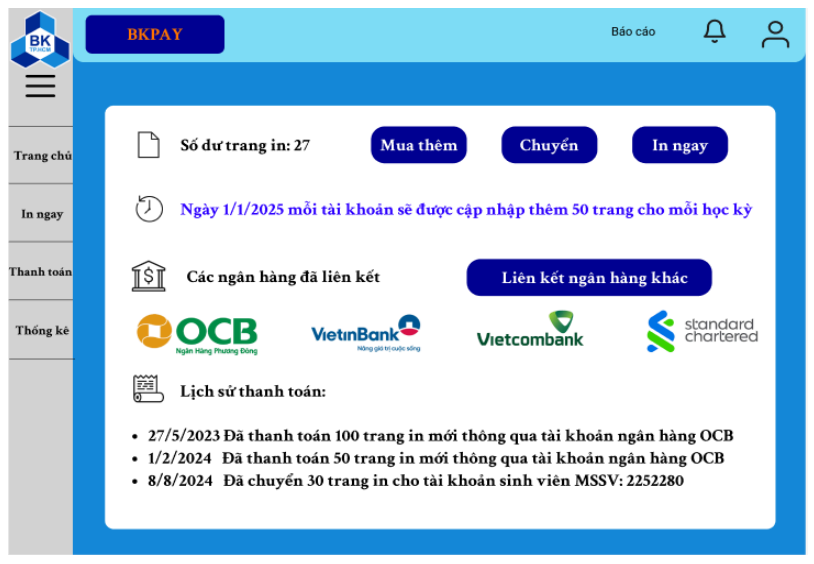 BK
TP.HCM
BKPAY
Báo cáo
Trang chủ
In ngay
Thanh toán
Thống kê
Số dư trang in: 27
Mua thêm
Chuyển
In ngay
Ngày 1/1/2025 mỗi tài khoản sẽ được cập nhập thêm 50 trang cho mỗi học kỳ
Các ngân hàng đã liên kết
Liên kết ngân hàng khác
OCB
Ngân Hàng Phương Đông
VietinBank
Nâng giá trị cuộc sống
Vietcombank
standard
chartered
Lịch sử thanh toán:
• 27/5/2023 Đã thanh toán 100 trang in mới thông qua tài khoản ngân hàng OCB
• 1/2/2024 Đã thanh toán 50 trang in mới thông qua tài khoản ngân hàng OCB
• 8/8/2024 Đã chuyển 30 trang in cho tài khoản sinh viên MSSV: 2252280